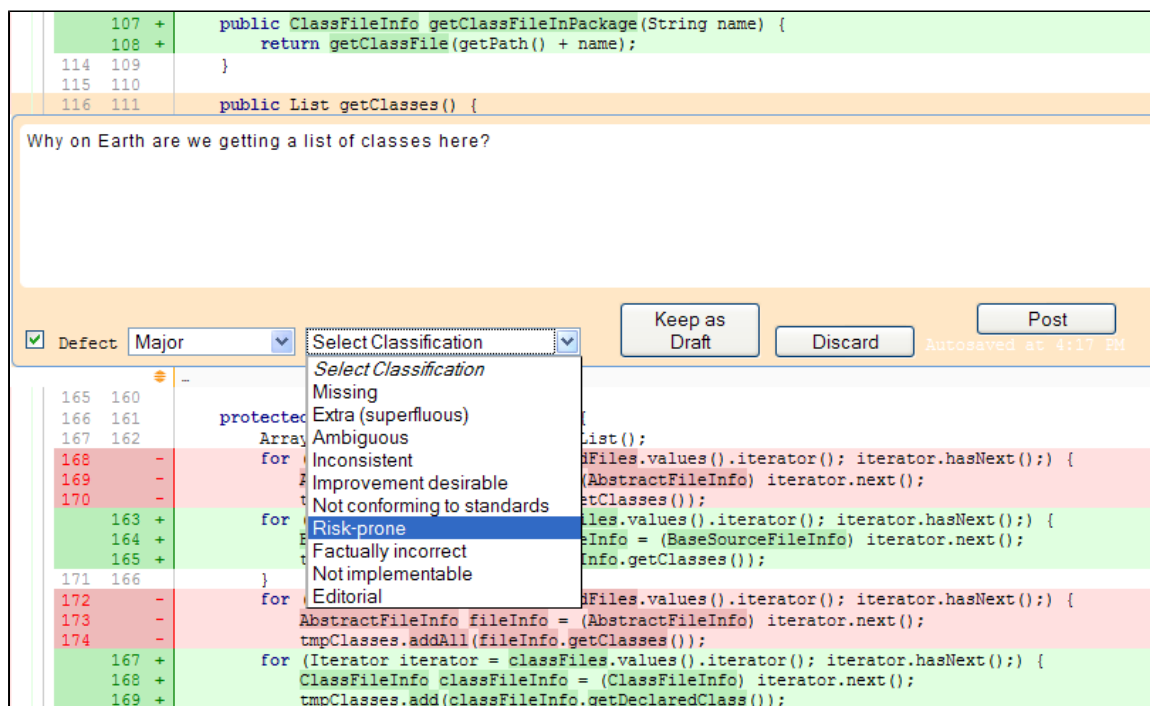 107 + public ClassFileInfo getClassFileInPackage(String name) {
108 + return getClassFile(getPath() + name);
114 109 }
115 110
116 111 public List getClasses() {
Why on Earth are we getting a list of classes here?
Defect Major Select Classification Keep as Draft Discard Post
Autosaved at 4:17 PM
Select Classification
Missing
Extra (superfluous)
Ambiguous
Inconsistent
Improvement desirable
Not conforming to standards
Risk-prone
Factually incorrect
Not implementable
Editorial
...
165 160
166 161 protected {
167 162 Array List();
168 - for ( dFiles.values().iterator(); iterator.hasNext();) {
169 - (AbstractFileInfo) iterator.next();
170 - etClasses());
163 + for ( iles.values().iterator(); iterator.hasNext();) {
164 + eInfo = (BaseSourceFileInfo) iterator.next();
165 + Info.getClasses());
171 166 }
172 - for ( dFiles.values().iterator(); iterator.hasNext();) {
173 - AbstractFileInfo fileInfo = (AbstractFileInfo) iterator.next();
174 - tmpClasses.addAll(fileInfo.getClasses());
167 + for (Iterator iterator = classFiles.values().iterator(); iterator.hasNext();) {
168 + ClassFileInfo classFileInfo = (ClassFileInfo) iterator.next();
169 + tmpClasses.add(classFileInfo.getDeclaredClass());